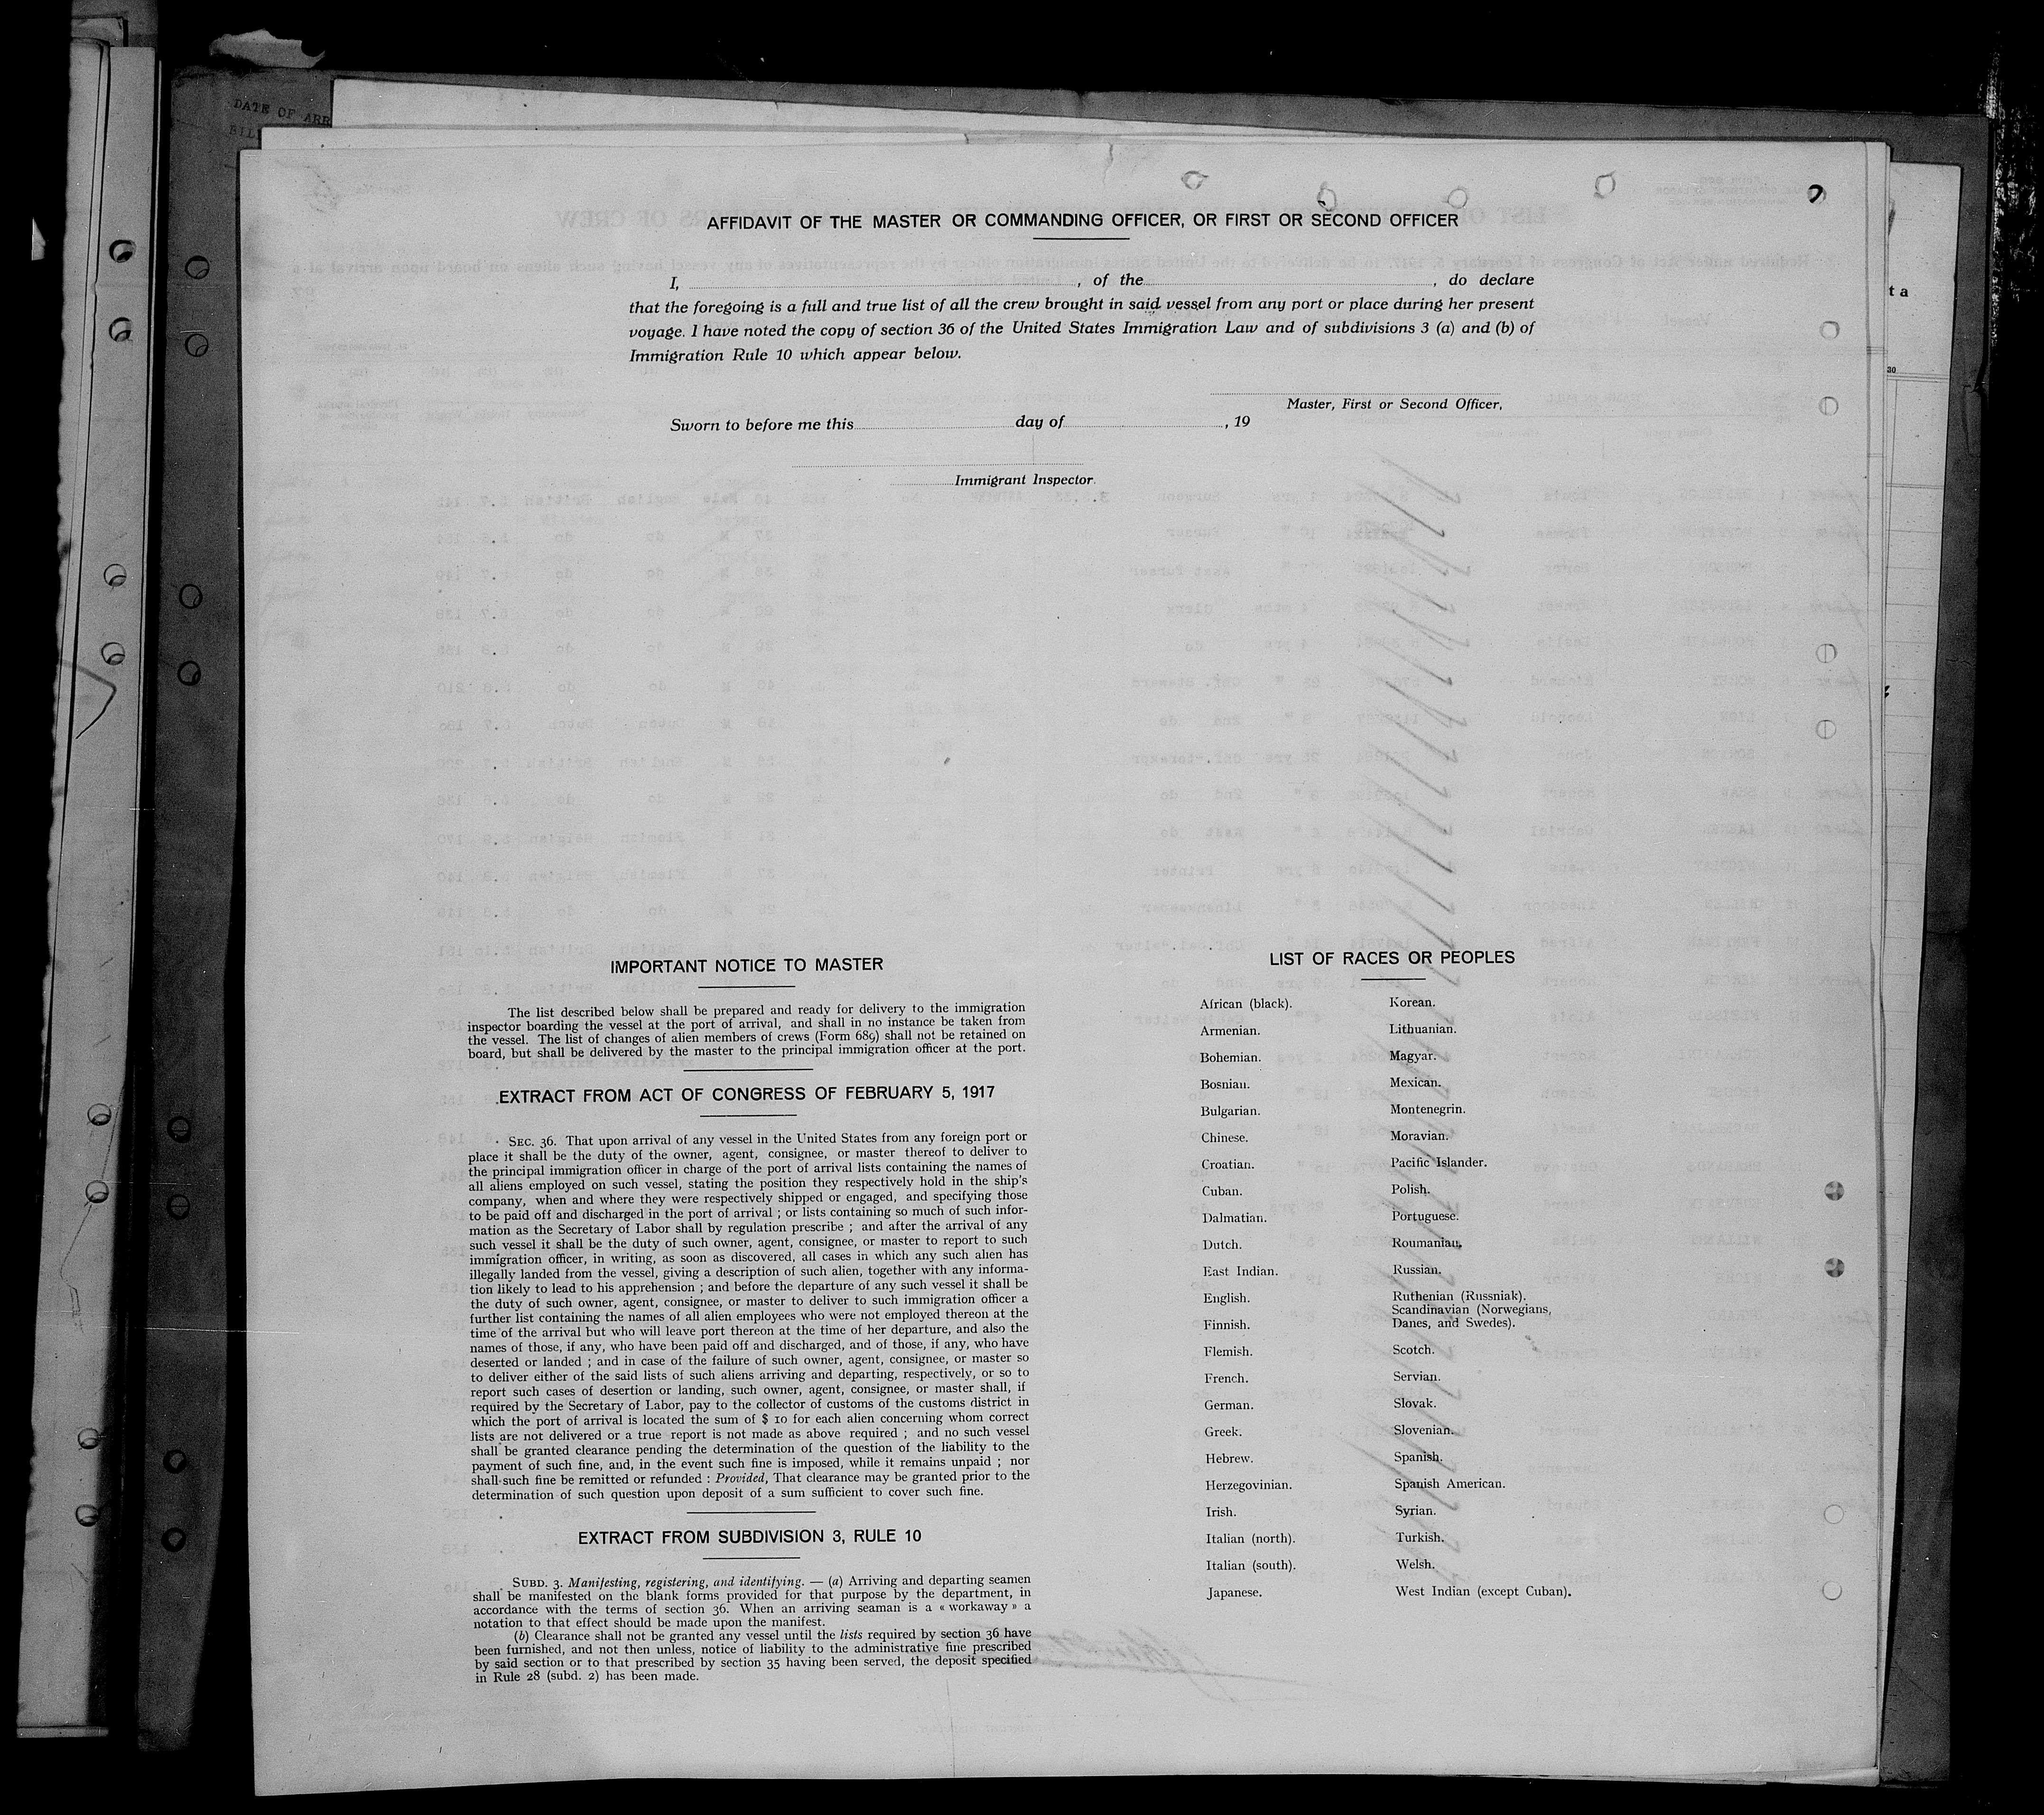 DATE OF ARR
AFFIDAVIT OF THE MASTER OR COMMANDING OFFICER, OR FIRST OR SECOND OFFICER
I, , of the , do declare
that the foregoing is a full and true list of all the crew brought in said vessel from any port or place during her present
voyage. I have noted the copy of section 36 of the United States Immigration Law and of subdivisions 3 (a) and (b) of
Immigration Rule 10 which appear below.
Master, First or Second Officer,
Sworn to before me this day of , 19
Immigrant Inspector
t a
30
IMPORTANT NOTICE TO MASTER
The list described below shall be prepared and ready for delivery to the immigration
inspector boarding the vessel at the port of arrival, and shall in no instance be taken from
the vessel. The list of changes of alien members of crews (Form 689) shall not be retained on
board, but shall be delivered by the master to the principal immigration officer at the port.
EXTRACT FROM ACT OF CONGRESS OF FEBRUARY 5, 1917
SEC. 36. That upon arrival of any vessel in the United States from any foreign port or
place it shall be the duty of the owner, agent, consignee, or master thereof to deliver to
the principal immigration officer in charge of the port of arrival lists containing the names of
all aliens employed on such vessel, stating the position they respectively hold in the ship's
company, when and where they were respectively shipped or engaged, and specifying those
to be paid off and discharged in the port of arrival ; or lists containing so much of such infor-
mation as the Secretary of Labor shall by regulation prescribe ; and after the arrival of any
such vessel it shall be the duty of such owner, agent, consignee, or master to report to such
immigration officer, in writing, as soon as discovered, all cases in which any such alien has
illegally landed from the vessel, giving a description of such alien, together with any informa-
tion likely to lead to his apprehension ; and before the departure of any such vessel it shall be
the duty of such owner, agent, consignee, or master to deliver to such immigration officer a
further list containing the names of all alien employees who were not employed thereon at the
time of the arrival but who will leave port thereon at the time of her departure, and also the
names of those, if any, who have been paid off and discharged, and of those, if any, who have
deserted or landed ; and in case of the failure of such owner, agent, consignee, or master so
to deliver either of the said lists of such aliens arriving and departing, respectively, or so to
report such cases of desertion or landing, such owner, agent, consignee, or master shall, if
required by the Secretary of Labor, pay to the collector of customs of the customs district in
which the port of arrival is located the sum of $ 10 for each alien concerning whom correct
lists are not delivered or a true report is not made as above required ; and no such vessel
shall be granted clearance pending the determination of the question of the liability to the
payment of such fine, and, in the event such fine is imposed, while it remains unpaid ; nor
shall such fine be remitted or refunded : Provided, That clearance may be granted prior to the
determination of such question upon deposit of a sum sufficient to cover such fine.
EXTRACT FROM SUBDIVISION 3, RULE 10
SUBD. 3. Manifesting, registering, and identifying. — (a) Arriving and departing seamen
shall be manifested on the blank forms provided for that purpose by the department, in
accordance with the terms of section 36. When an arriving seaman is a « workaway » a
notation to that effect should be made upon the manifest.
(b) Clearance shall not be granted any vessel until the lists required by section 36 have
been furnished, and not then unless, notice of liability to the administrative fine prescribed
by said section or to that prescribed by section 35 having been served, the deposit specified
in Rule 28 (subd. 2) has been made.
LIST OF RACES OR PEOPLES
African (black).
Armenian.
Bohemian.
Bosnian.
Bulgarian.
Chinese.
Croatian.
Cuban.
Dalmatian.
Dutch.
East Indian.
English.
Finnish.
Flemish.
French.
German.
Greek.
Hebrew.
Herzegovinian.
Irish.
Italian (north).
Italian (south).
Japanese.
Korean.
Lithuanian.
Magyar.
Mexican.
Montenegrin.
Moravian.
Pacific Islander.
Polish.
Portuguese.
Roumanian.
Russian.
Ruthenian (Russniak).
Scandinavian (Norwegians,
Danes, and Swedes).
Scotch.
Servian.
Slovak.
Slovenian.
Spanish.
Spanish American.
Syrian.
Turkish.
Welsh.
West Indian (except Cuban).